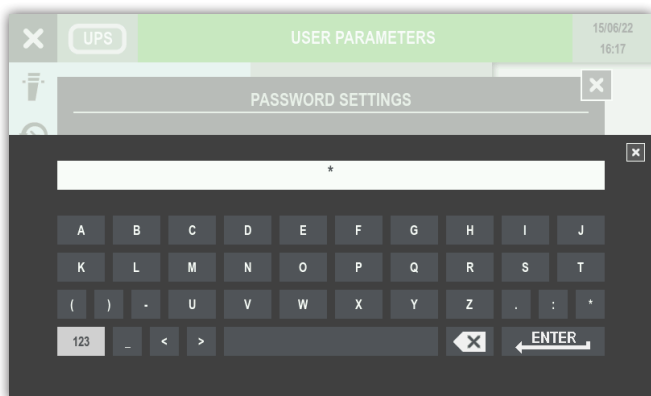 UPS
USER PARAMETERS
15/06/22
16:17
PASSWORD SETTINGS
*
A B C D E F G H I J
K L M N O P Q R S T
( ) - U V W X Y Z . : *
123 _ < > ENTER